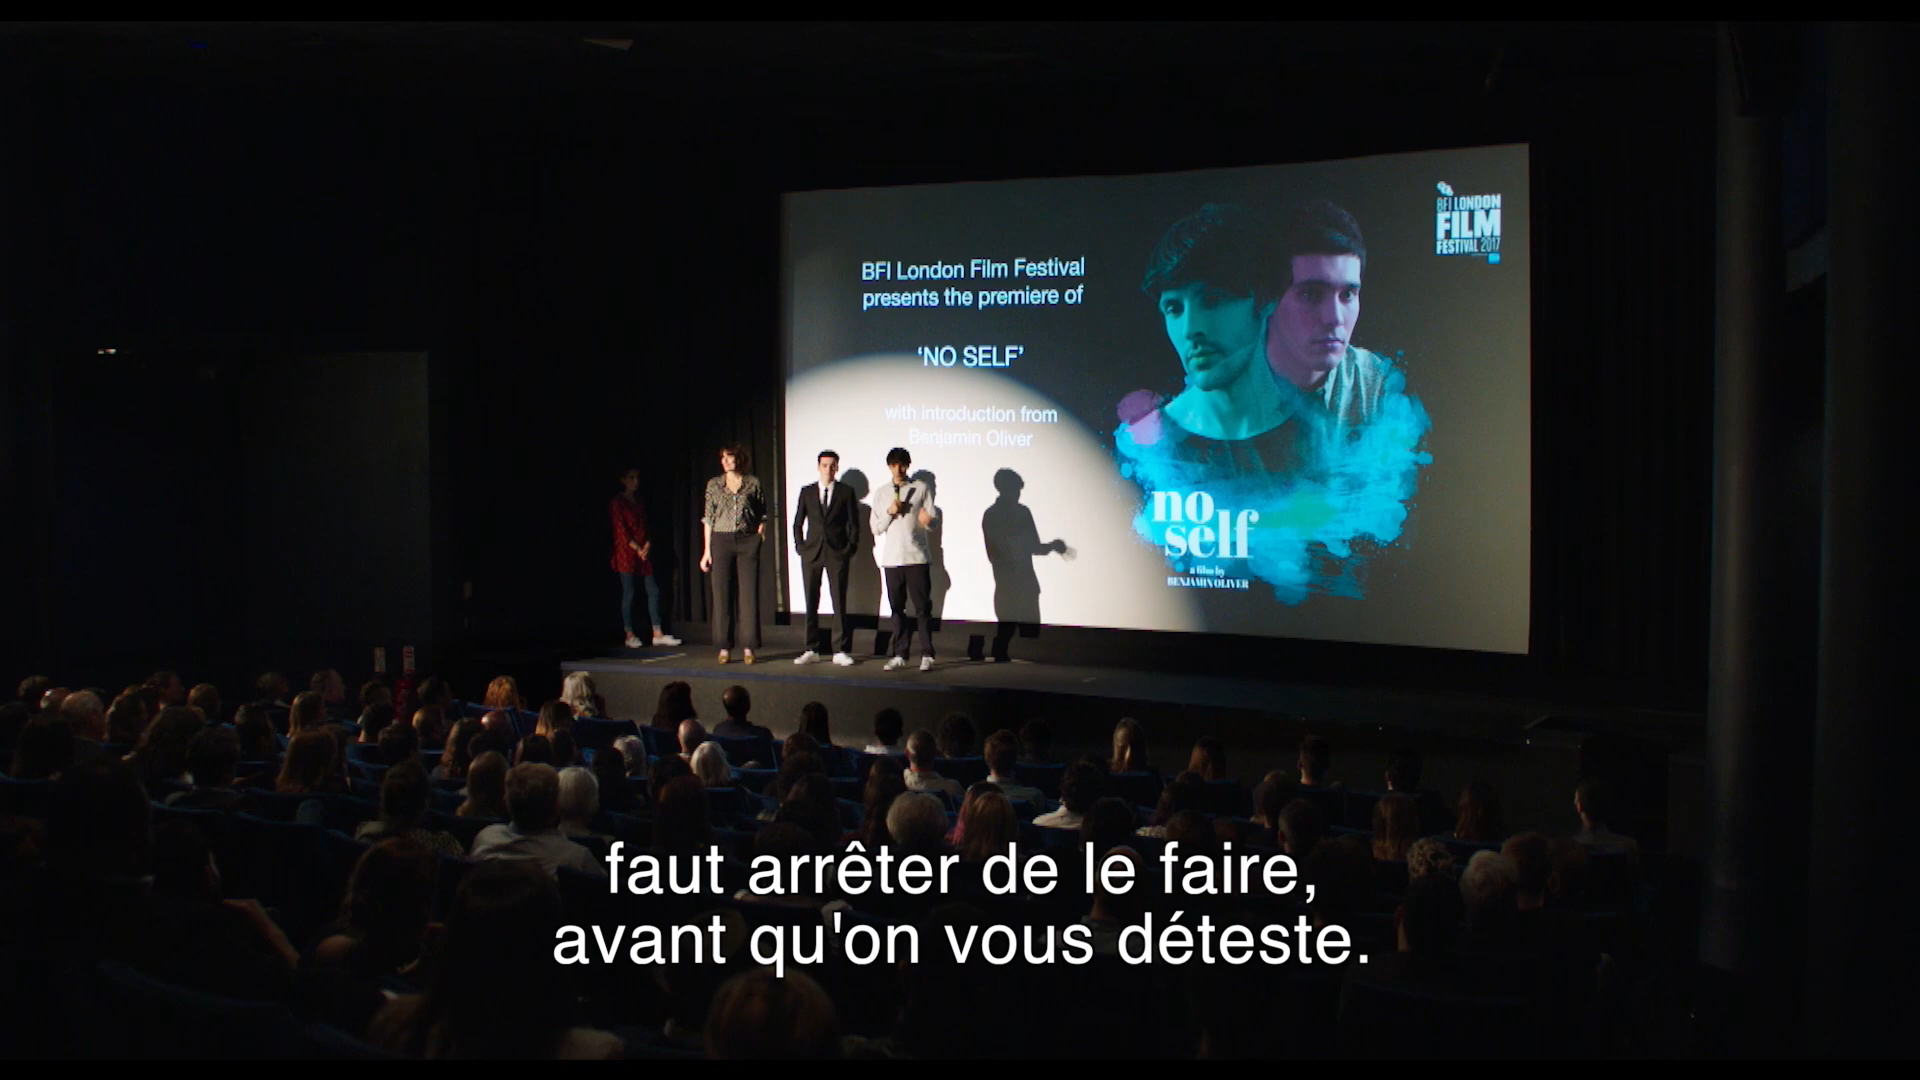 BFI London Film Festival
presents the premiere of
'NO SELF'
with introduction from
Benjamin Oliver
BFI LONDON
FILM
FESTIVAL 2017
no
self
a film by
BENJAMIN OLIVER
faut arrêter de le faire,
avant qu'on vous déteste.